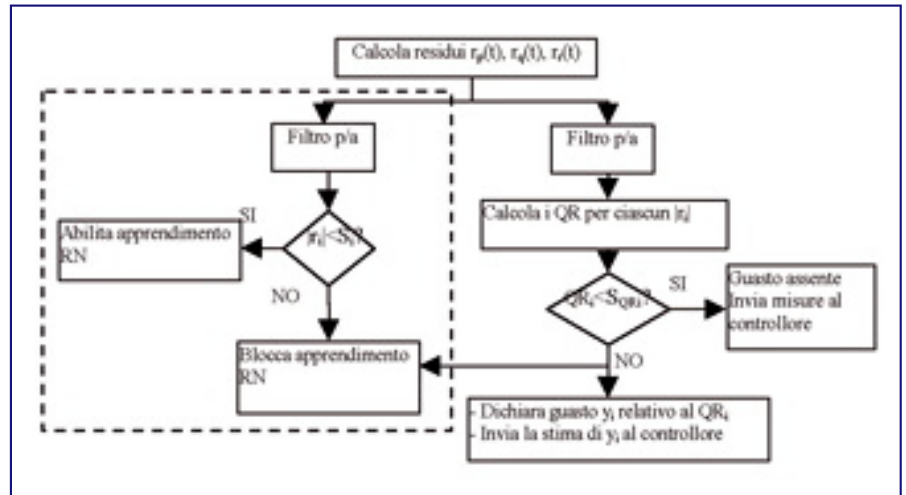 Calcola residui rₚ(t), r_q(t), rᵣ(t)
Filtro p/a
Filtro p/a
Calcola i QR per ciascun |rᵢ|
SI
Abilita apprendimento
RN
|rᵢ|<Sᵢ?
NO
QRᵢ<S_QRᵢ?
SI
Guasto assente
Invia misure al
controllore
Blocca apprendimento
RN
NO
- Dichiara guasto yᵢ relativo al QRᵢ
- Invia la stima di yᵢ al controllore